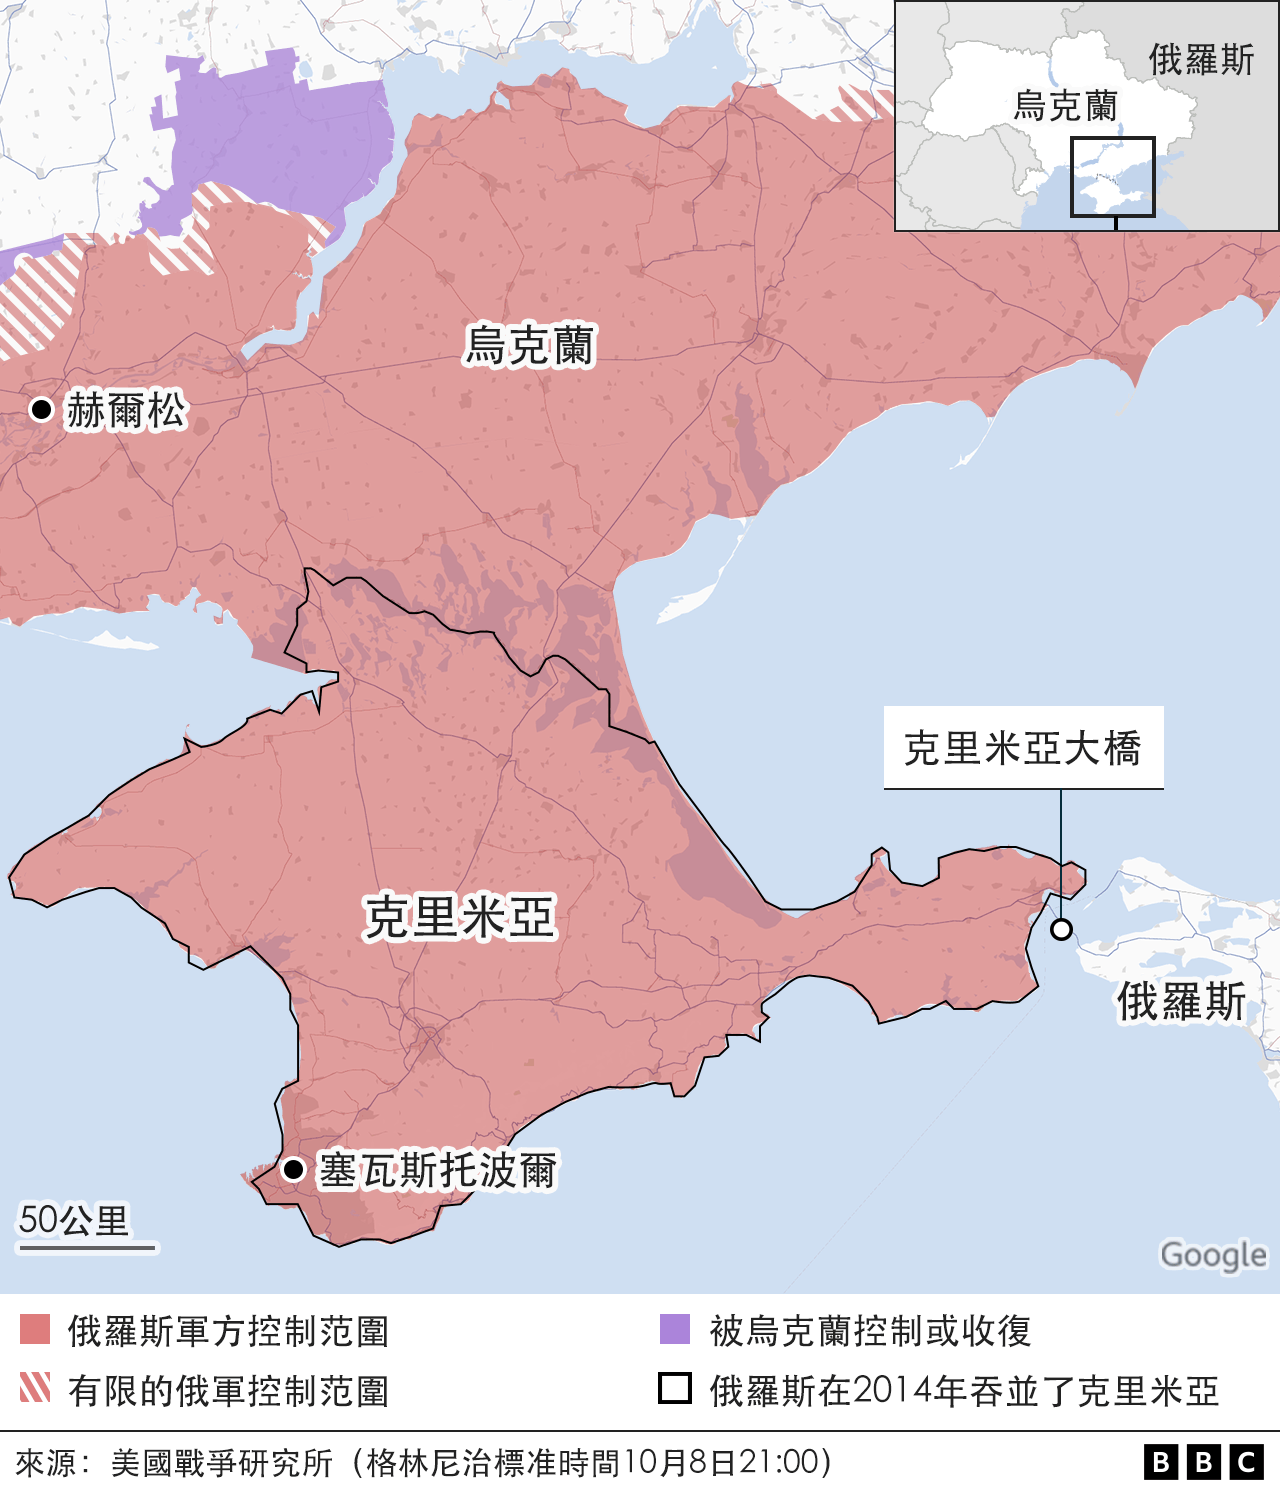 俄羅斯
烏克蘭
烏克蘭
赫爾松
克里米亞大橋
克里米亞
俄羅斯
塞瓦斯托波爾
50公里
Google
俄羅斯軍方控制范圍
被烏克蘭控制或收復
有限的俄軍控制范圍
俄羅斯在2014年吞並了克里米亞
來源：美國戰爭研究所（格林尼治標准時間10月8日21:00）
BBC